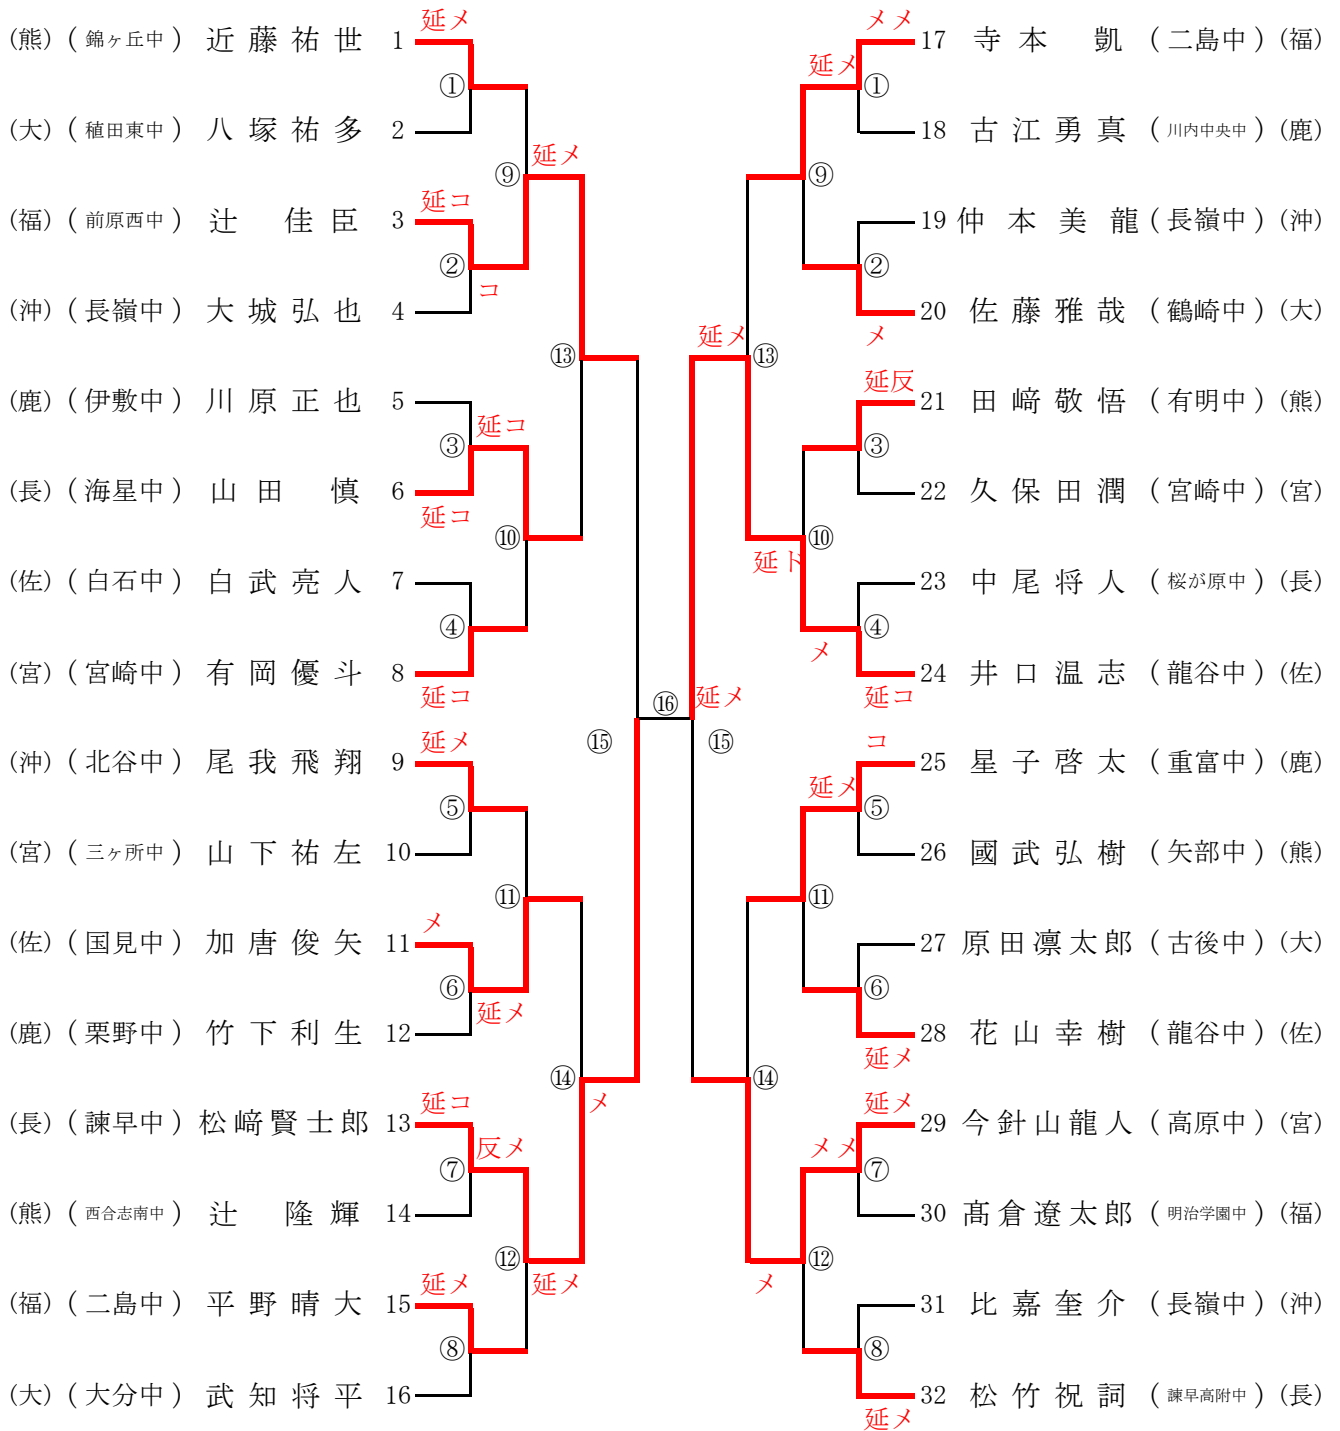 延メ
(熊) ( 錦ヶ丘中 ) 近藤祐世 1
①
(大) ( 稙田東中 ) 八塚祐多 2
⑨ 延メ
延コ
(福) ( 前原西中 ) 辻 佳臣 3
②
コ
(沖) ( 長嶺中 ) 大城弘也 4
⑬
(鹿) ( 伊敷中 ) 川原正也 5
延コ
③
(長) ( 海星中 ) 山田 慎 6
延コ
⑩
(佐) ( 白石中 ) 白武亮人 7
④
(宮) ( 宮崎中 ) 有岡優斗 8
延コ
⑮
延メ
(沖) ( 北谷中 ) 尾我飛翔 9
⑤
(宮) ( 三ヶ所中 ) 山下祐左 10
⑪
メ
(佐) ( 国見中 ) 加唐俊矢 11
⑥
延メ
(鹿) ( 栗野中 ) 竹下利生 12
⑭
メ
延コ
(長) ( 諫早中 ) 松﨑賢士郎 13
反メ
⑦
(熊) ( 西合志南中 ) 辻 隆輝 14
⑫
延メ 延メ
(福) ( 二島中 ) 平野晴大 15
⑧
(大) ( 大分中 ) 武知将平 16
⑯ 延メ
メメ
17 寺本 凱 ( 二島中 ) (福)
延メ
①
18 古江勇真 ( 川内中央中 ) (鹿)
⑨
19 仲本美龍 ( 長嶺中 ) (沖)
②
20 佐藤雅哉 ( 鶴崎中 ) (大)
メ
延メ
⑬
延反
21 田﨑敬悟 ( 有明中 ) (熊)
③
22 久保田潤 ( 宮崎中 ) (宮)
⑩
延ド
23 中尾将人 ( 桜が原中 ) (長)
④
メ
24 井口温志 ( 龍谷中 ) (佐)
延コ
⑮
コ
25 星子啓太 ( 重富中 ) (鹿)
延メ
⑤
26 國武弘樹 ( 矢部中 ) (熊)
⑪
27 原田凛太郎 ( 古後中 ) (大)
⑥
28 花山幸樹 ( 龍谷中 ) (佐)
延メ
⑭
延メ
29 今針山龍人 ( 高原中 ) (宮)
メメ
⑦
30 髙倉遼太郎 ( 明治学園中 ) (福)
⑫
メ
31 比嘉奎介 ( 長嶺中 ) (沖)
⑧
32 松竹祝詞 ( 諫早高附中 ) (長)
延メ